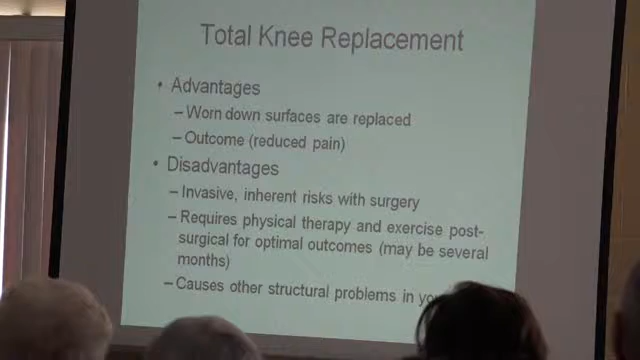 Total Knee Replacement
• Advantages
– Worn down surfaces are replaced
– Outcome (reduced pain)
• Disadvantages
– Invasive, inherent risks with surgery
– Requires physical therapy and exercise post-
surgical for optimal outcomes (may be several
months)
– Causes other structural problems in